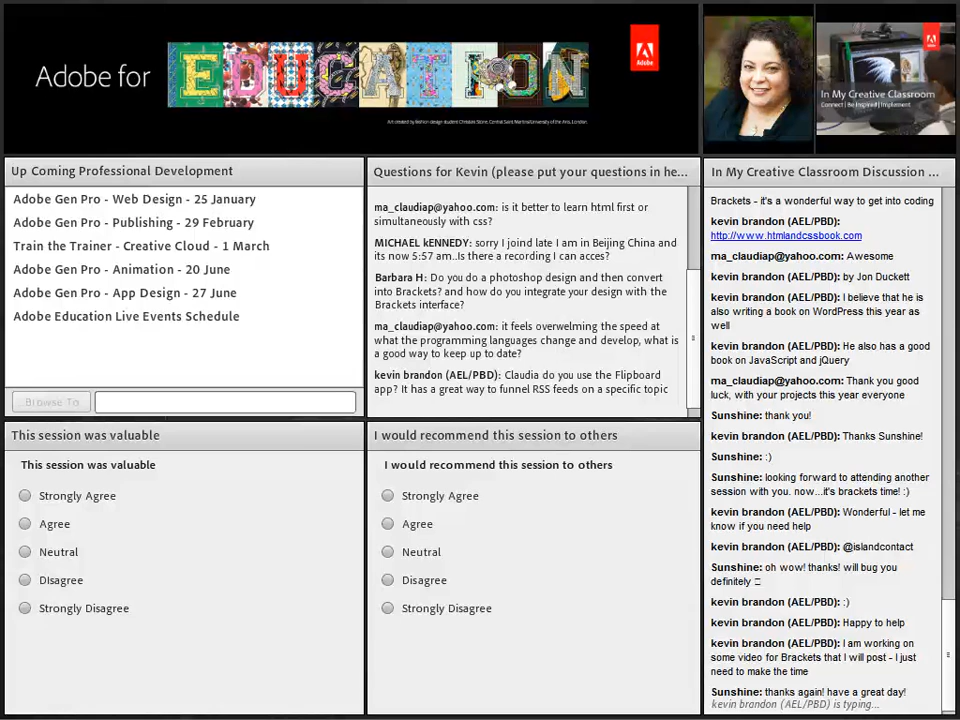 Adobe for EDUCATION
Adobe
Art created by fashion design student Christais Stone, Central Saint Martins/University of the Arts, London.
In My Creative Classroom
Connect | Be Inspired | Implement
Up Coming Professional Development
Adobe Gen Pro - Web Design - 25 January
Adobe Gen Pro - Publishing - 29 February
Train the Trainer - Creative Cloud - 1 March
Adobe Gen Pro - Animation - 20 June
Adobe Gen Pro - App Design - 27 June
Adobe Education Live Events Schedule
Browse To
Questions for Kevin (please put your questions in he...
ma_claudiap@yahoo.com: is it better to learn html first or
simultaneously with css?
MICHAEL kENNEDY: sorry I joind late I am in Beijing China and
its now 5:57 am..Is there a recording I can acces?
Barbara H: Do you do a photoshop design and then convert
into Brackets? and how do you integrate your design with the
Brackets interface?
ma_claudiap@yahoo.com: it feels overwelming the speed at
what the programming languages change and develop, what is
a good way to keep up to date?
kevin brandon (AEL/PBD): Claudia do you use the Flipboard
app? It has a great way to funnel RSS feeds on a specific topic
In My Creative Classroom Discussion ...
Brackets - it's a wonderful way to get into coding
kevin brandon (AEL/PBD):
http://www.htmlandcssbook.com
ma_claudiap@yahoo.com: Awesome
kevin brandon (AEL/PBD): by Jon Duckett
kevin brandon (AEL/PBD): I believe that he is
also writing a book on WordPress this year as
well
kevin brandon (AEL/PBD): He also has a good
book on JavaScript and jQuery
ma_claudiap@yahoo.com: Thank you good
luck, with your projects this year everyone
Sunshine: thank you!
kevin brandon (AEL/PBD): Thanks Sunshine!
Sunshine: :)
Sunshine: looking forward to attending another
session with you. now...it's brackets time! :)
kevin brandon (AEL/PBD): Wonderful - let me
know if you need help
kevin brandon (AEL/PBD): @islandcontact
Sunshine: oh wow! thanks! will bug you
definitely
kevin brandon (AEL/PBD): :)
kevin brandon (AEL/PBD): Happy to help
kevin brandon (AEL/PBD): I am working on
some video for Brackets that I will post - I just
need to make the time
Sunshine: thanks again! have a great day!
kevin brandon (AEL/PBD) is typing...
This session was valuable
This session was valuable
Strongly Agree
Agree
Neutral
DIsagree
Strongly Disagree
I would recommend this session to others
I would recommend this session to others
Strongly Agree
Agree
Neutral
Disagree
Strongly Disagree